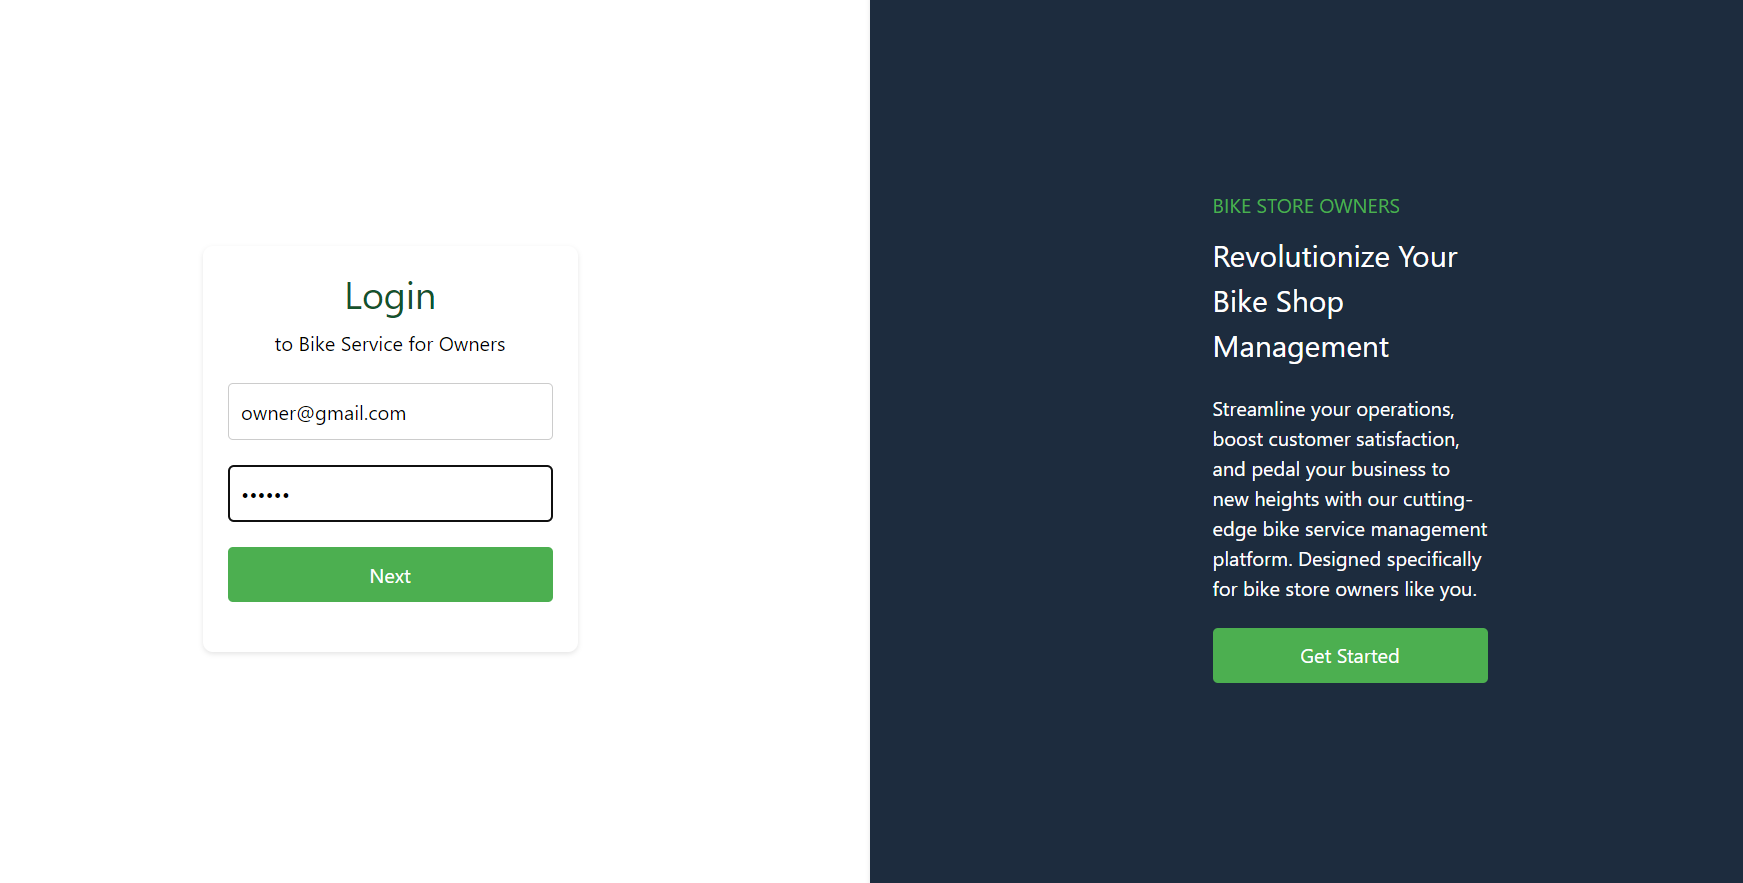 Login
to Bike Service for Owners
owner@gmail.com
••••••
Next
BIKE STORE OWNERS
Revolutionize Your
Bike Shop
Management
Streamline your operations,
boost customer satisfaction,
and pedal your business to
new heights with our cutting-
edge bike service management
platform. Designed specifically
for bike store owners like you.
Get Started